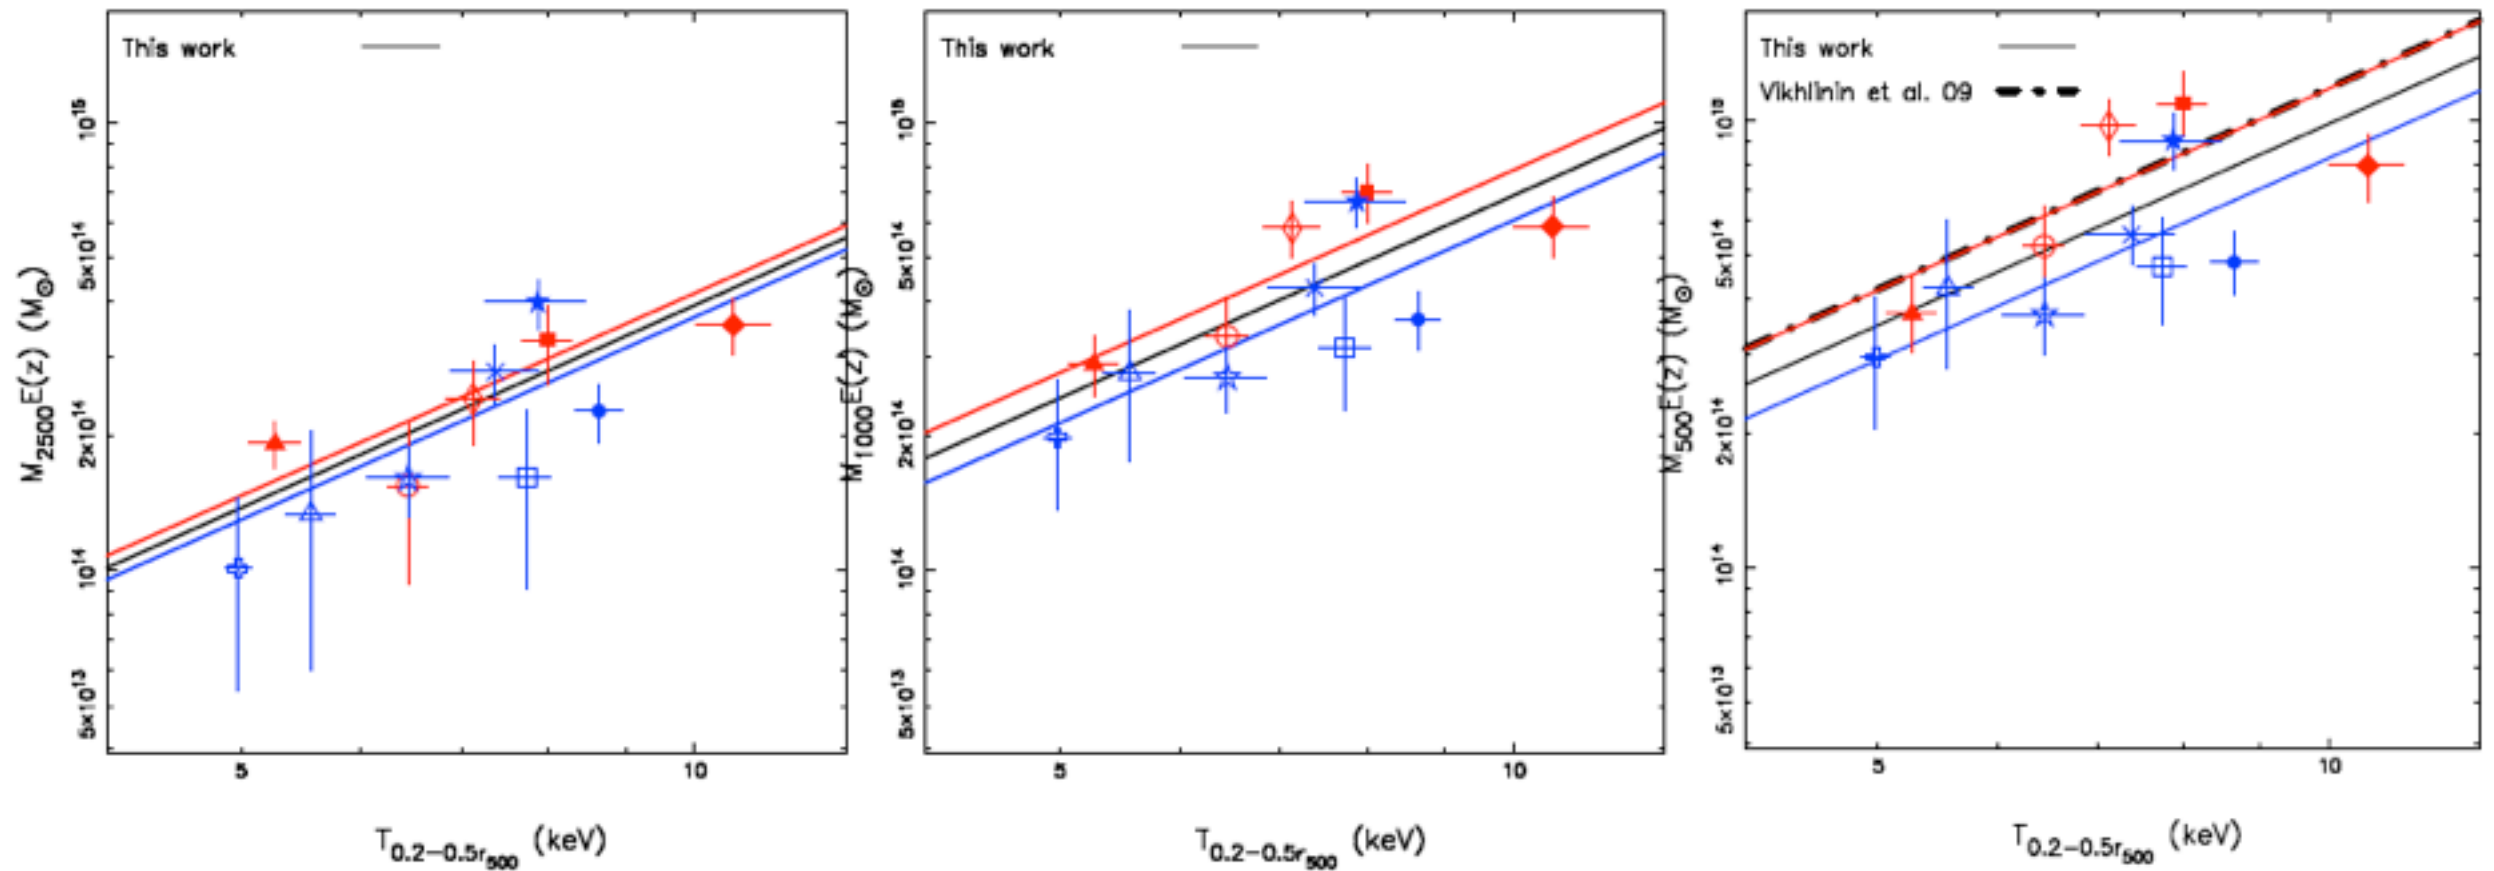 This work
M2500E(z) (M⊙)
10^15
5x10^14
2x10^14
10^14
5x10^13
5 10
T0.2-0.5r500 (keV)
This work
M1000E(z) (M⊙)
10^15
5x10^14
2x10^14
10^14
5x10^13
5 10
T0.2-0.5r500 (keV)
This work
Vikhlinin et al. 09
M500E(z) (M⊙)
10^15
5x10^14
2x10^14
10^14
5x10^13
5 10
T0.2-0.5r500 (keV)